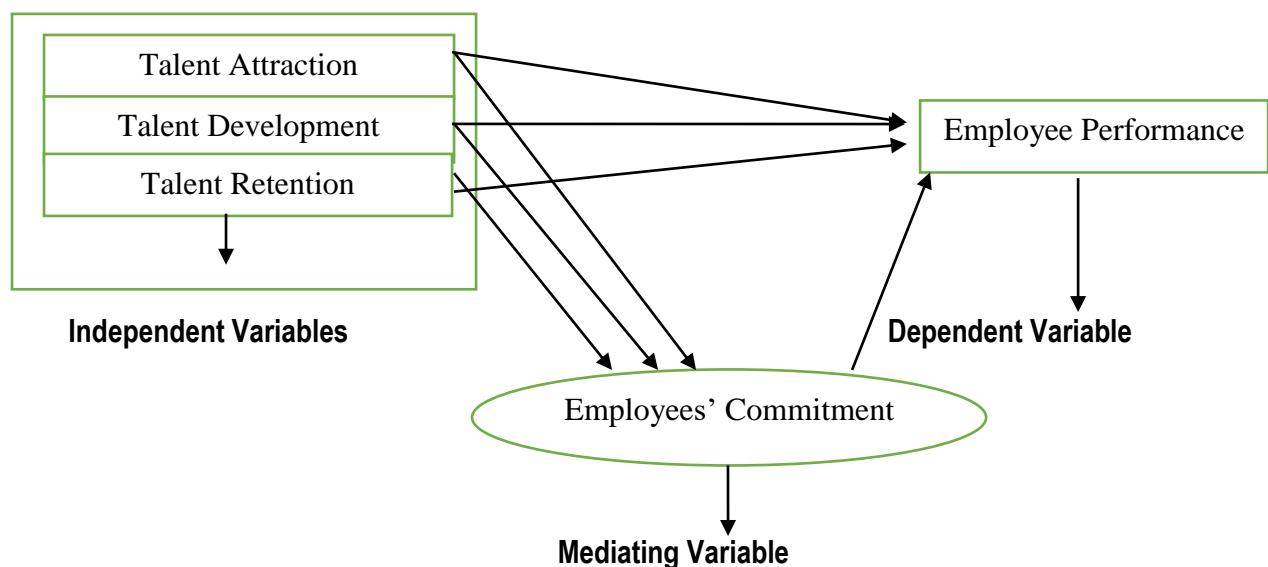 Talent Attraction
Talent Development
Talent Retention
Employee Performance
Independent Variables
Dependent Variable
Employees’ Commitment
Mediating Variable